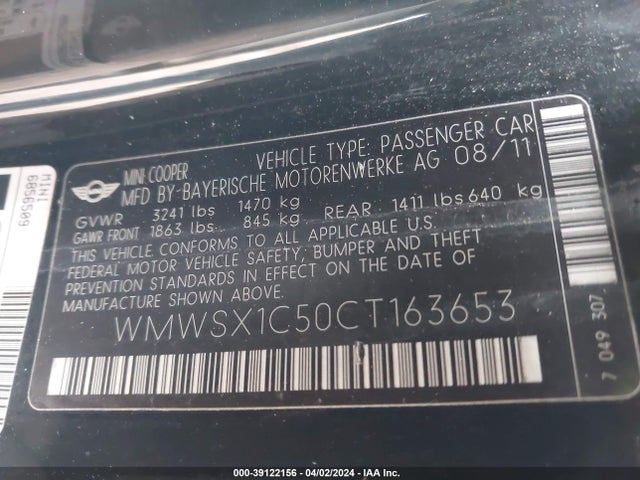 MINI COOPER VEHICLE TYPE: PASSENGER CAR
MFD BY-BAYERISCHE MOTORENWERKE AG 08/11
GVWR 3241 lbs 1470 kg
GAWR FRONT 1863 lbs 845 kg REAR: 1411 lbs 640 kg
THIS VEHICLE CONFORMS TO ALL APPLICABLE U.S.
FEDERAL MOTOR VEHICLE SAFETY, BUMPER AND THEFT
PREVENTION STANDARDS IN EFFECT ON THE DATE OF
MANUFACTURE SHOWN ABOVE.
WMWSX1C50CT163653
7 049 307
MINI
6059509
000-39122156 - 04/02/2024 - IAA Inc.